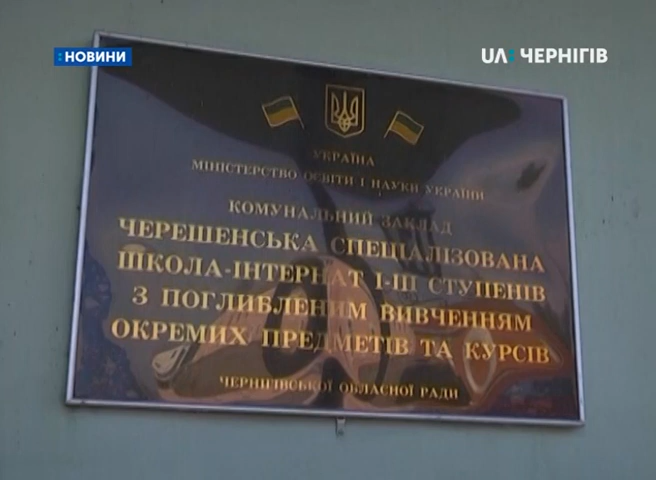 :НОВИНИ
UA: ЧЕРНІГІВ
УКРАЇНА
МІНІСТЕРСТВО ОСВІТИ І НАУКИ УКРАЇНИ
КОМУНАЛЬНИЙ ЗАКЛАД
ЧЕРЕШЕНСЬКА СПЕЦІАЛІЗОВАНА
ШКОЛА-ІНТЕРНАТ І-ІІІ СТУПЕНІВ
З ПОГЛИБЛЕНИМ ВИВЧЕННЯМ
ОКРЕМИХ ПРЕДМЕТІВ ТА КУРСІВ
ЧЕРНІГІВСЬКОЇ ОБЛАСНОЇ РАДИ